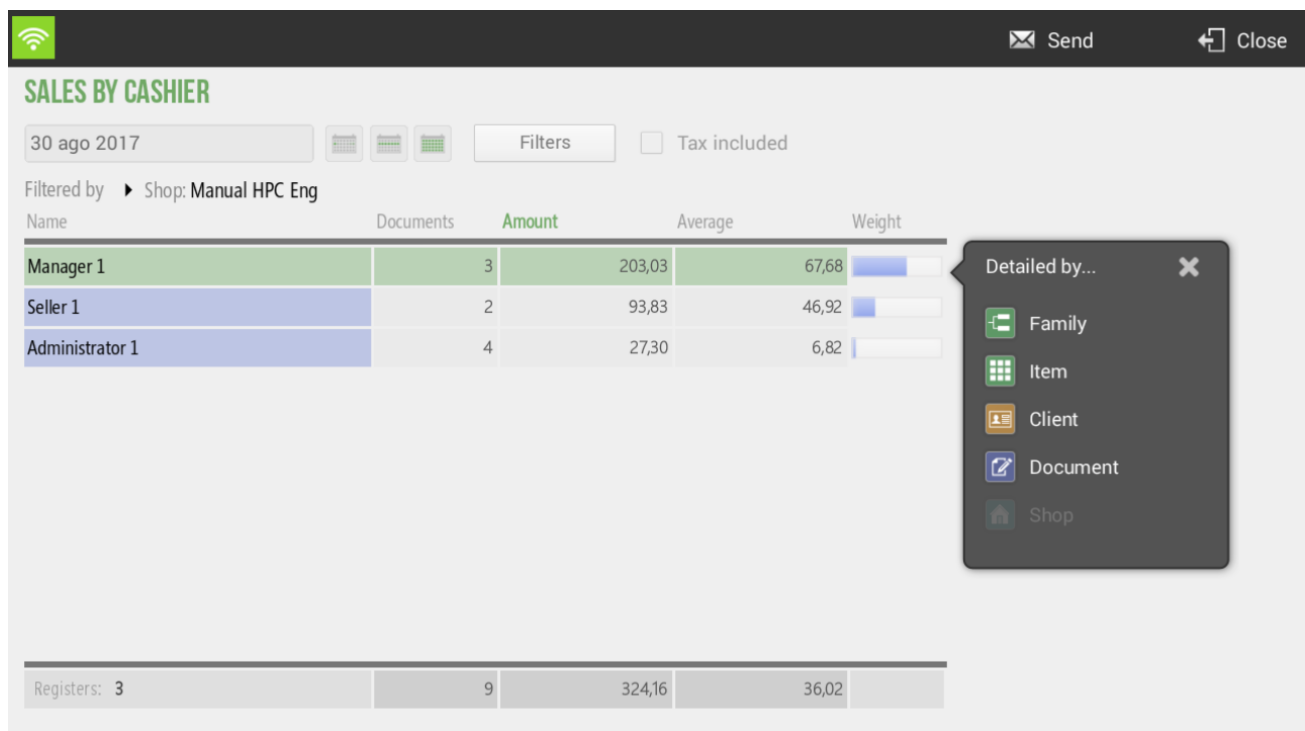 Send Close
SALES BY CASHIER
30 ago 2017 Filters Tax included
Filtered by Shop: Manual HPC Eng
Name Documents Amount Average Weight
Manager 1 3 203,03 67,68
Seller 1 2 93,83 46,92
Administrator 1 4 27,30 6,82
Detailed by...
Family
Item
Client
Document
Shop
Registers: 3 9 324,16 36,02